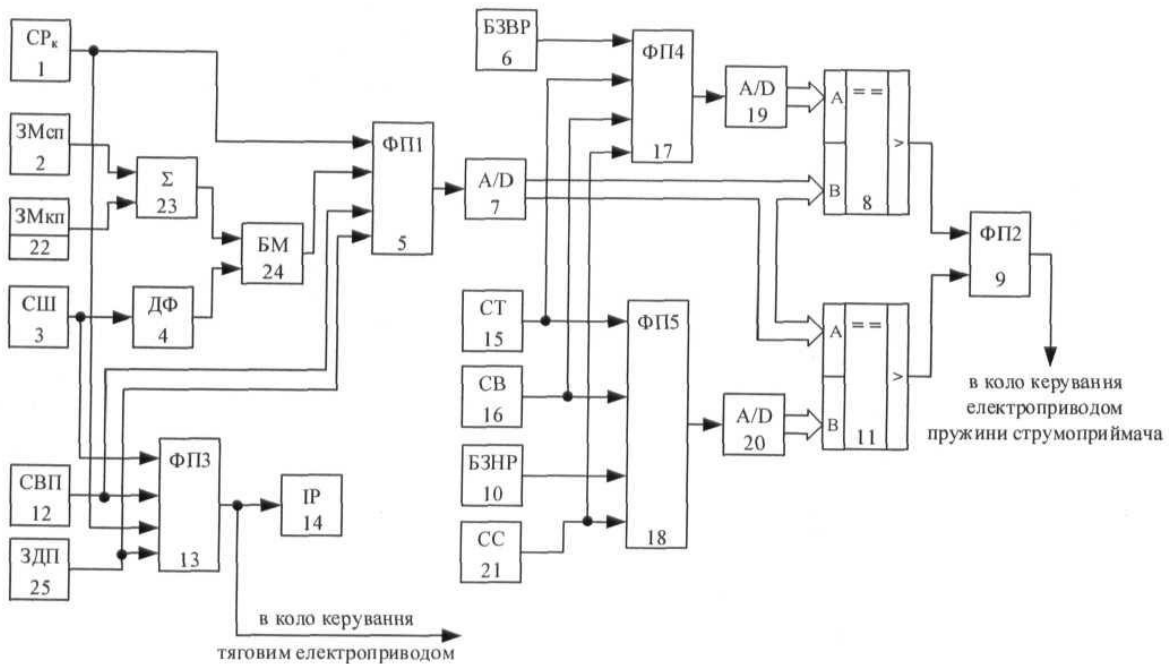 СРк
1
ЗМсп
2
ЗМкп
22
Σ
23
БМ
24
СШ
3
ДФ
4
ФП1
5
A/D
7
СВП
12
ЗДП
25
ФП3
13
ІР
14
в коло керування
тяговим електроприводом
БЗВР
6
ФП4
17
A/D
19
A
==
>
B
8
СТ
15
СВ
16
БЗНР
10
СС
21
ФП5
18
A/D
20
A
==
>
B
11
ФП2
9
в коло керування
електроприводом
пружини струмоприймача